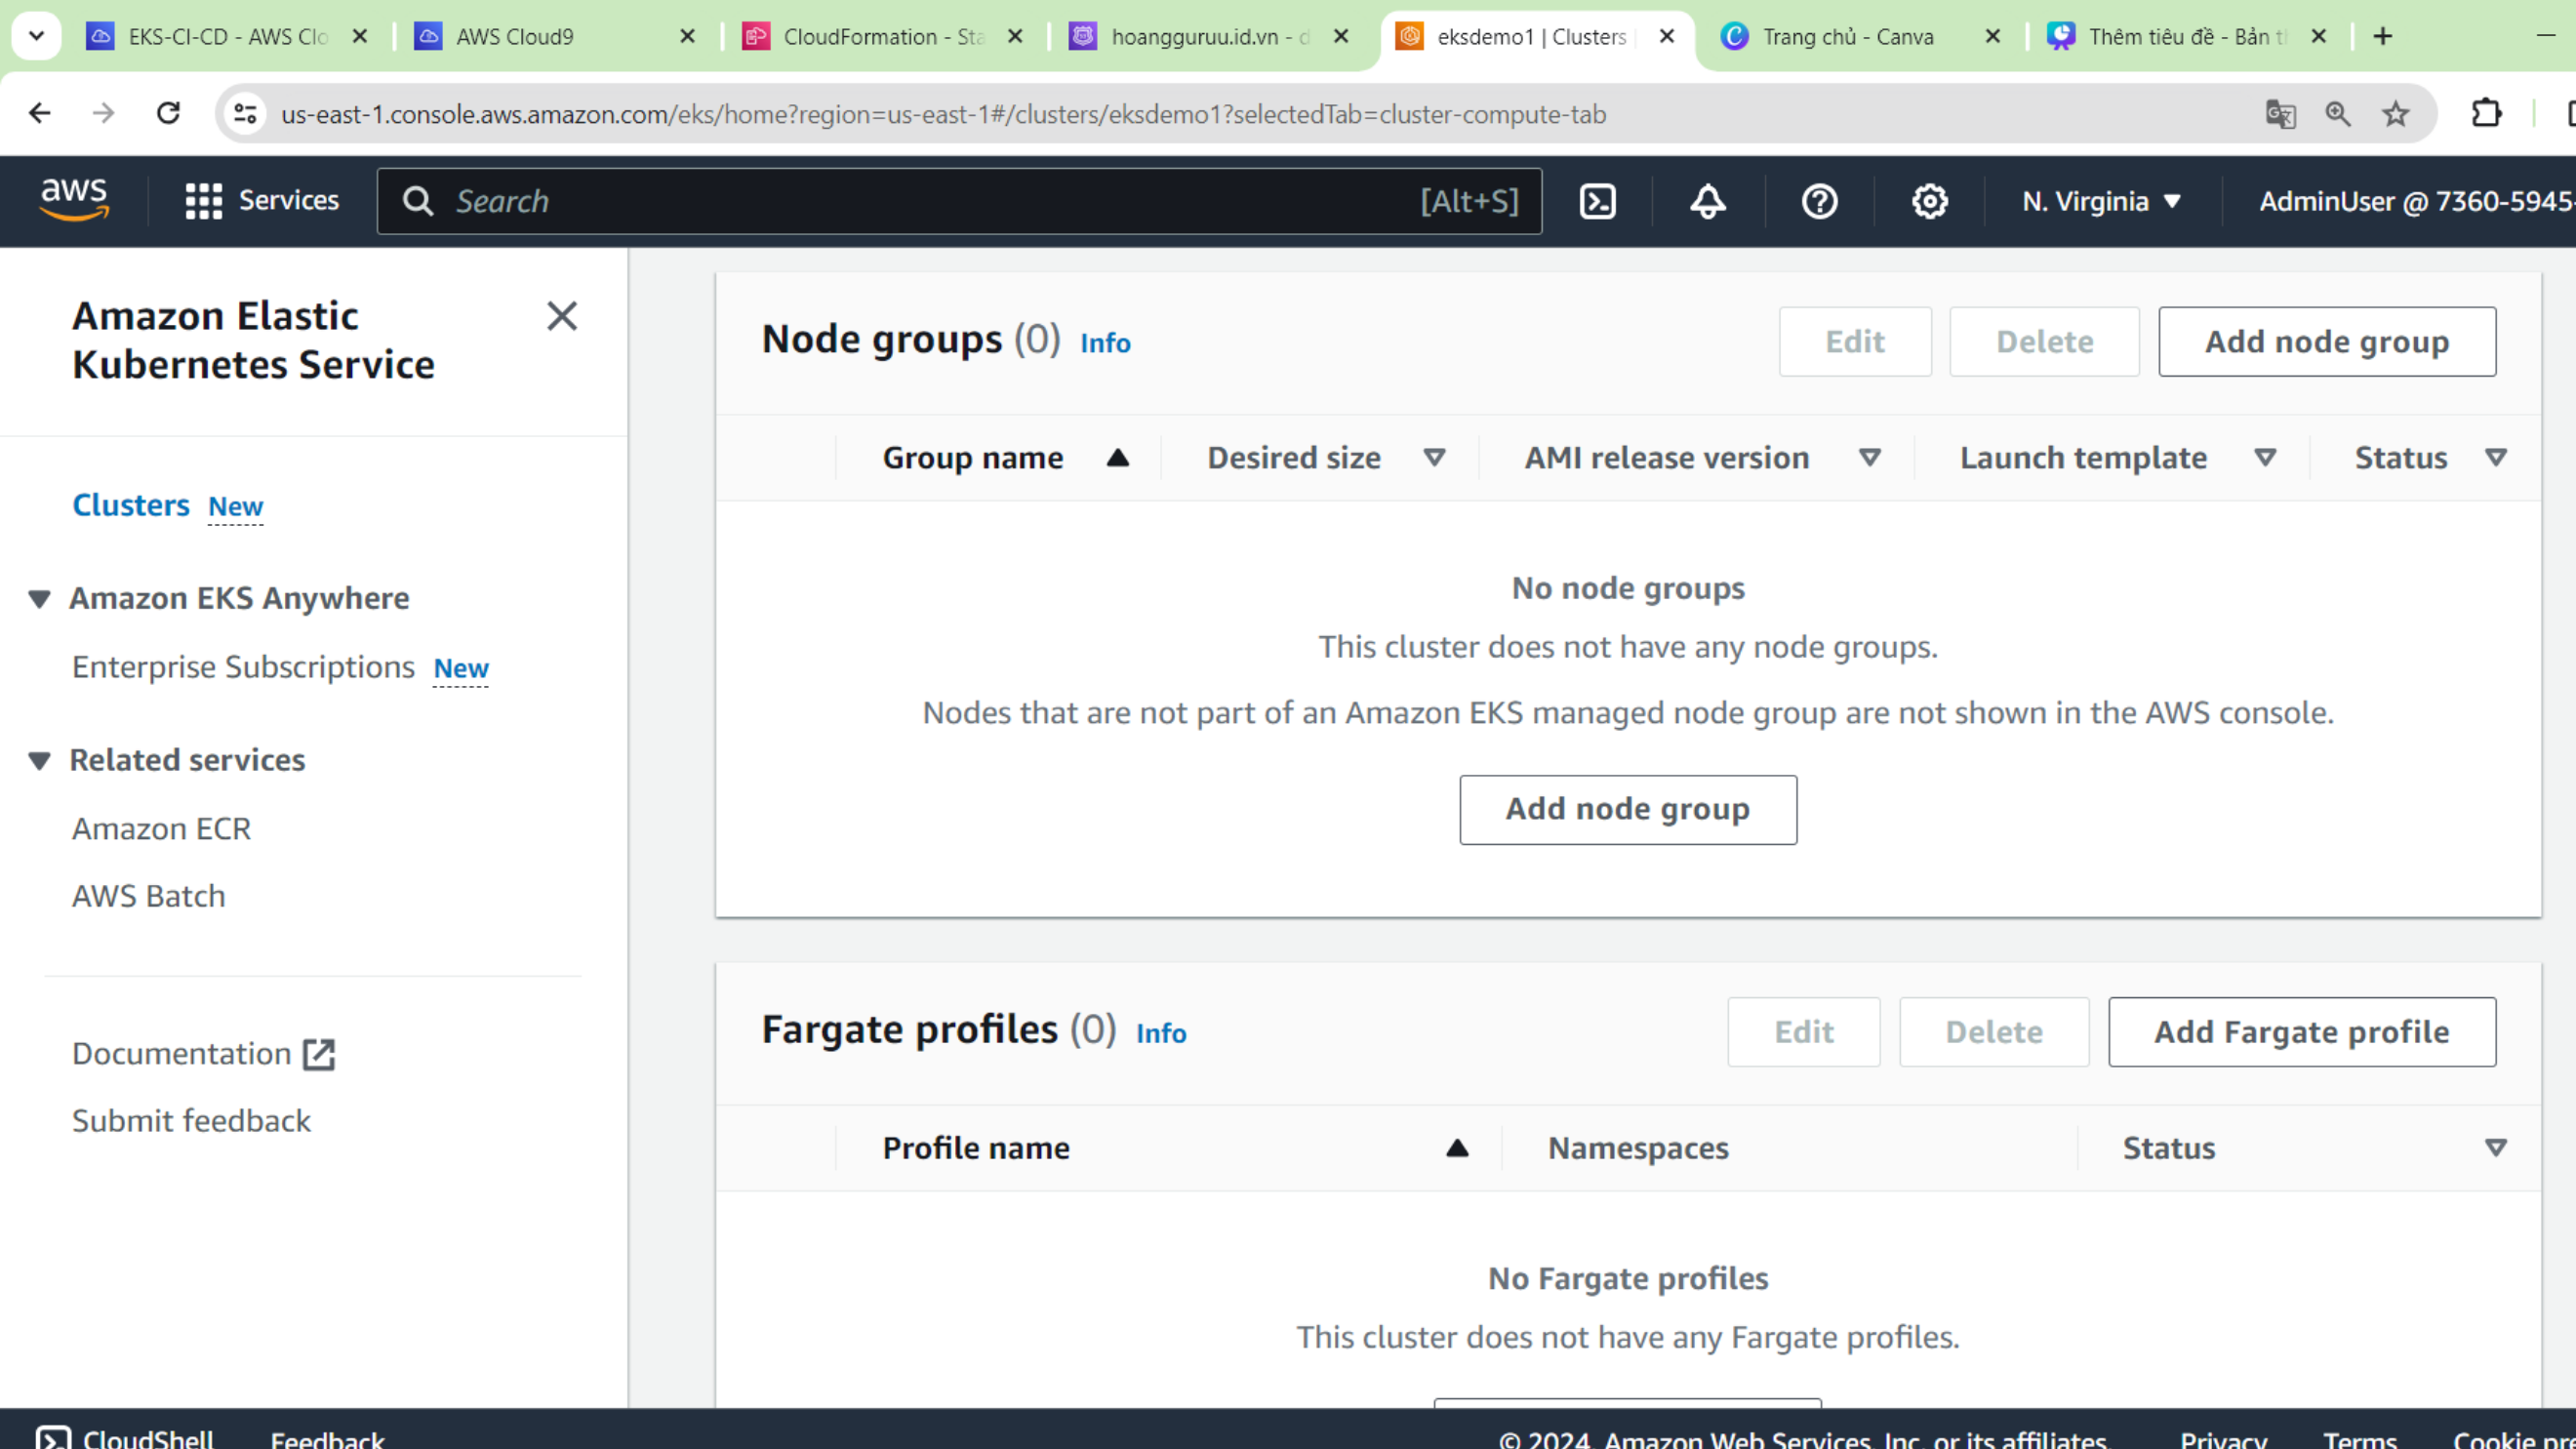 EKS-CI-CD - AWS Clo
AWS Cloud9
CloudFormation - Sta
hoangguruu.id.vn - d
eksdemo1 | Clusters
Trang chủ - Canva
Thêm tiêu đề - Bản th
us-east-1.console.aws.amazon.com/eks/home?region=us-east-1#/clusters/eksdemo1?selectedTab=cluster-compute-tab
aws
Services
Search
[Alt+S]
N. Virginia
AdminUser @ 7360-5945-
Amazon Elastic
Kubernetes Service
Clusters New
Amazon EKS Anywhere
Enterprise Subscriptions New
Related services
Amazon ECR
AWS Batch
Documentation
Submit feedback
Node groups (0) Info
Edit
Delete
Add node group
Group name
Desired size
AMI release version
Launch template
Status
No node groups
This cluster does not have any node groups.
Nodes that are not part of an Amazon EKS managed node group are not shown in the AWS console.
Add node group
Fargate profiles (0) Info
Edit
Delete
Add Fargate profile
Profile name
Namespaces
Status
No Fargate profiles
This cluster does not have any Fargate profiles.
CloudShell
Feedback
© 2024, Amazon Web Services, Inc. or its affiliates.
Privacy
Terms
Cookie pre